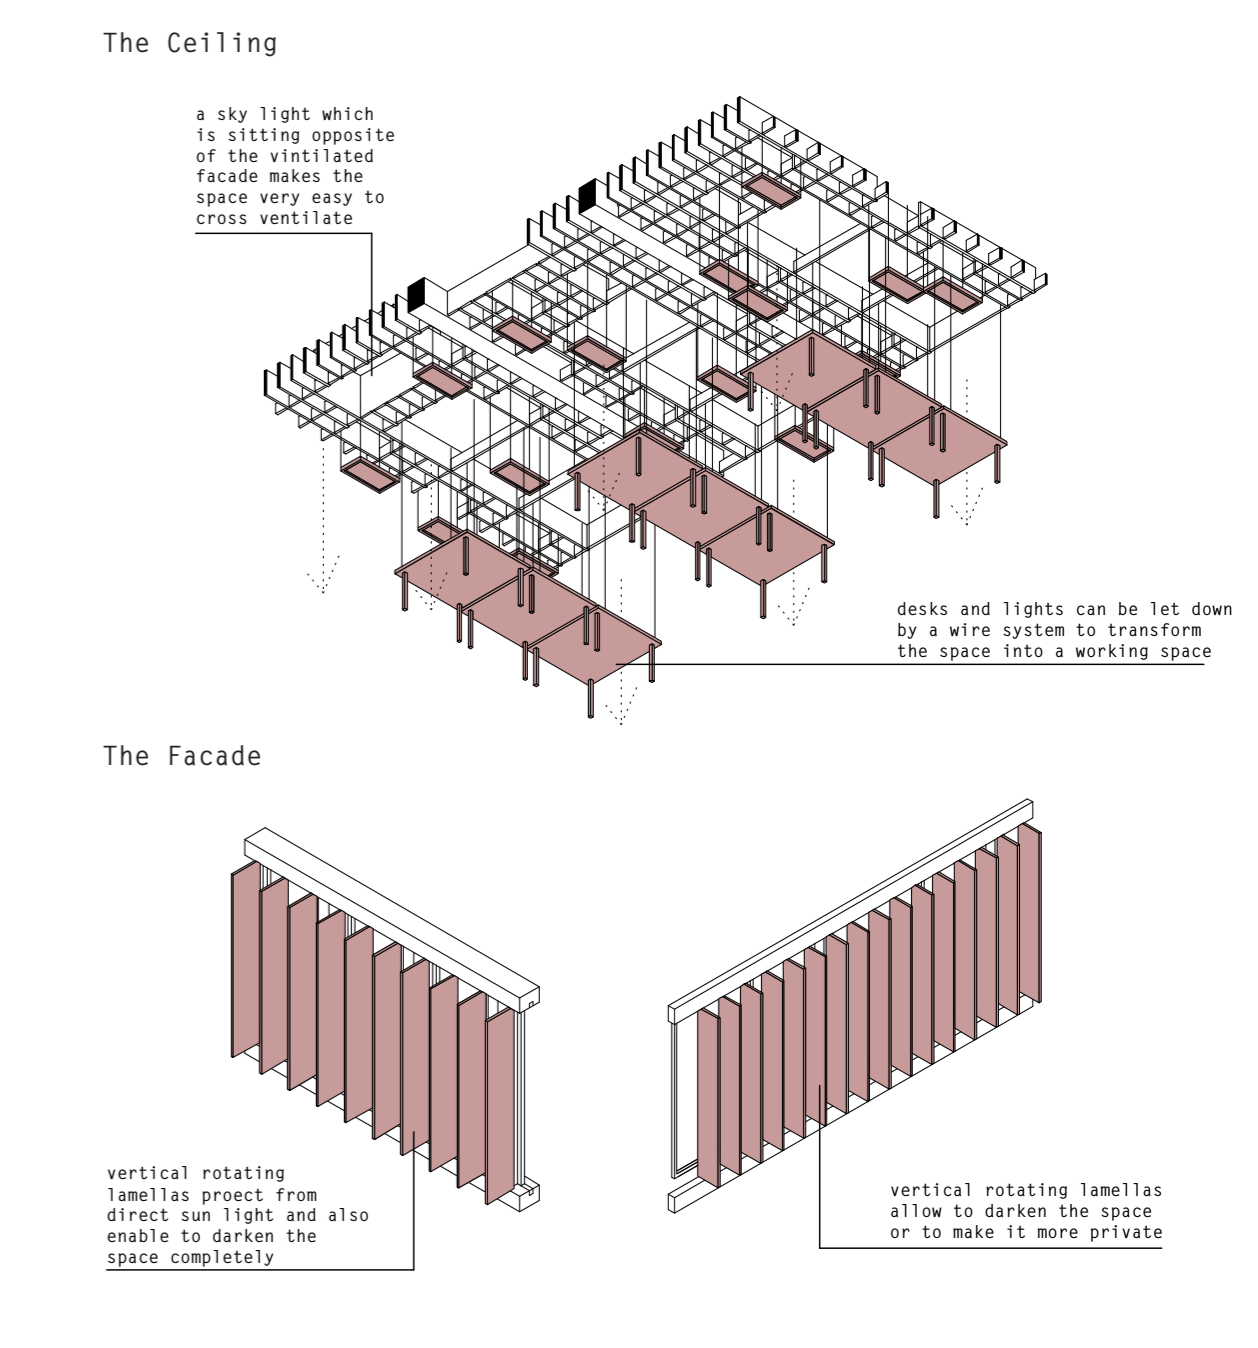 The Ceiling
a sky light which
is sitting opposite
of the vintilated
facade makes the
space very easy to
cross ventilate
desks and lights can be let down
by a wire system to transform
the space into a working space
The Facade
vertical rotating
lamellas proect from
direct sun light and also
enable to darken the
space completely
vertical rotating lamellas
allow to darken the space
or to make it more private